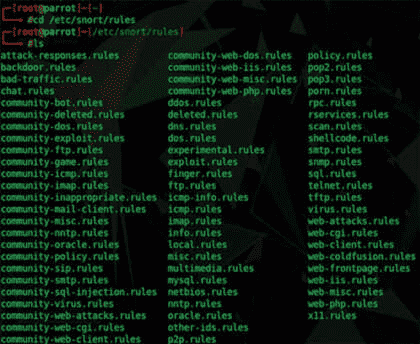 [root@parrot]-[~]
#cd /etc/snort/rules
[root@parrot]-[/etc/snort/rules]
#ls
attack-responses.rules community-web-dos.rules policy.rules
backdoor.rules community-web-iis.rules pop2.rules
bad-traffic.rules community-web-misc.rules pop3.rules
chat.rules community-web-php.rules porn.rules
community-bot.rules ddos.rules rpc.rules
community-deleted.rules deleted.rules rservices.rules
community-dos.rules dns.rules scan.rules
community-exploit.rules dos.rules shellcode.rules
community-ftp.rules experimental.rules smtp.rules
community-game.rules exploit.rules snmp.rules
community-icmp.rules finger.rules sql.rules
community-imap.rules ftp.rules telnet.rules
community-inappropriate.rules icmp-info.rules tftp.rules
community-mail-client.rules icmp.rules virus.rules
community-misc.rules imap.rules web-attacks.rules
community-nntp.rules info.rules web-cgi.rules
community-oracle.rules local.rules web-client.rules
community-policy.rules misc.rules web-coldfusion.rules
community-sip.rules multimedia.rules web-frontpage.rules
community-smtp.rules mysql.rules web-iis.rules
community-sql-injection.rules netbios.rules web-misc.rules
community-virus.rules nntp.rules web-php.rules
community-web-attacks.rules oracle.rules x11.rules
community-web-cgi.rules other-ids.rules
community-web-client.rules p2p.rules